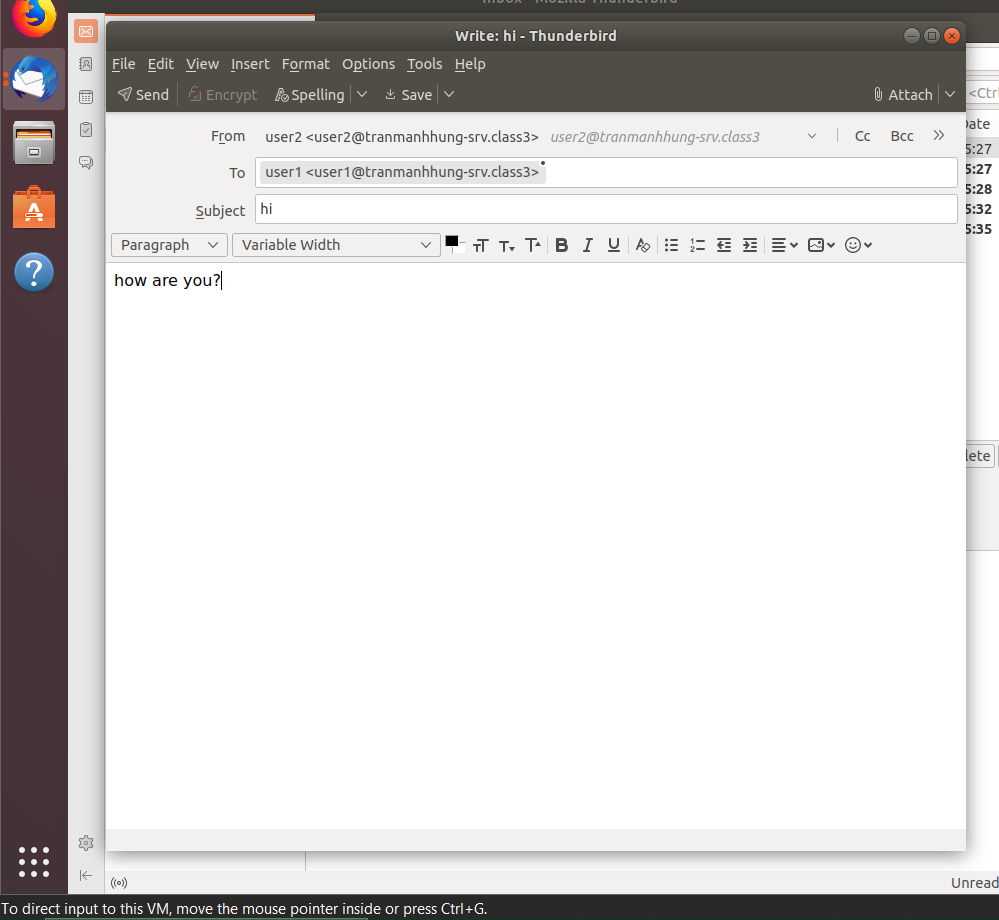 Inbox - Mozilla Thunderbird
Write: hi - Thunderbird
File Edit View Insert Format Options Tools Help
Send Encrypt Spelling Save Attach
<Ctrl
From user2 <user2@tranmanhhung-srv.class3> user2@tranmanhhung-srv.class3 Cc Bcc
Date
To user1 <user1@tranmanhhung-srv.class3>
5:27
5:27
5:28
Subject hi
5:32
5:35
Paragraph Variable Width
how are you?
lete
Unread
To direct input to this VM, move the mouse pointer inside or press Ctrl+G.